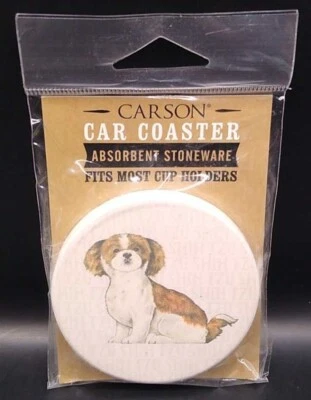 CARSON®
CAR COASTER
ABSORBENT STONEWARE
FITS MOST CUP HOLDERS